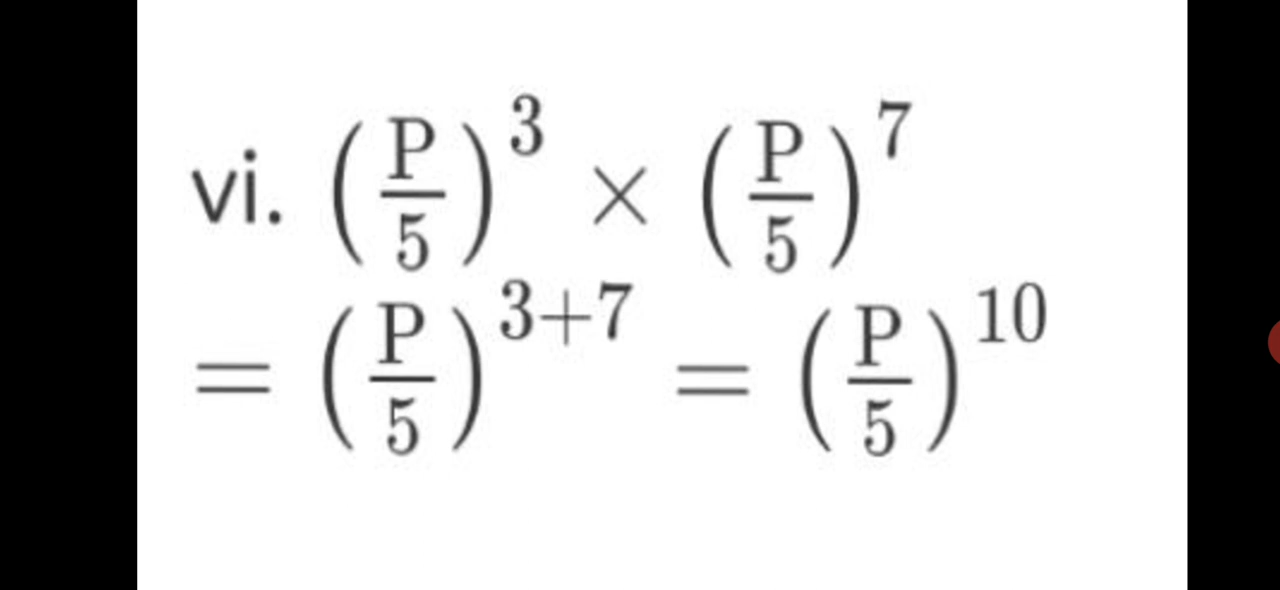 vi. (P/5)³ × (P/5)⁷
= (P/5)³⁺⁷ = (P/5)¹⁰